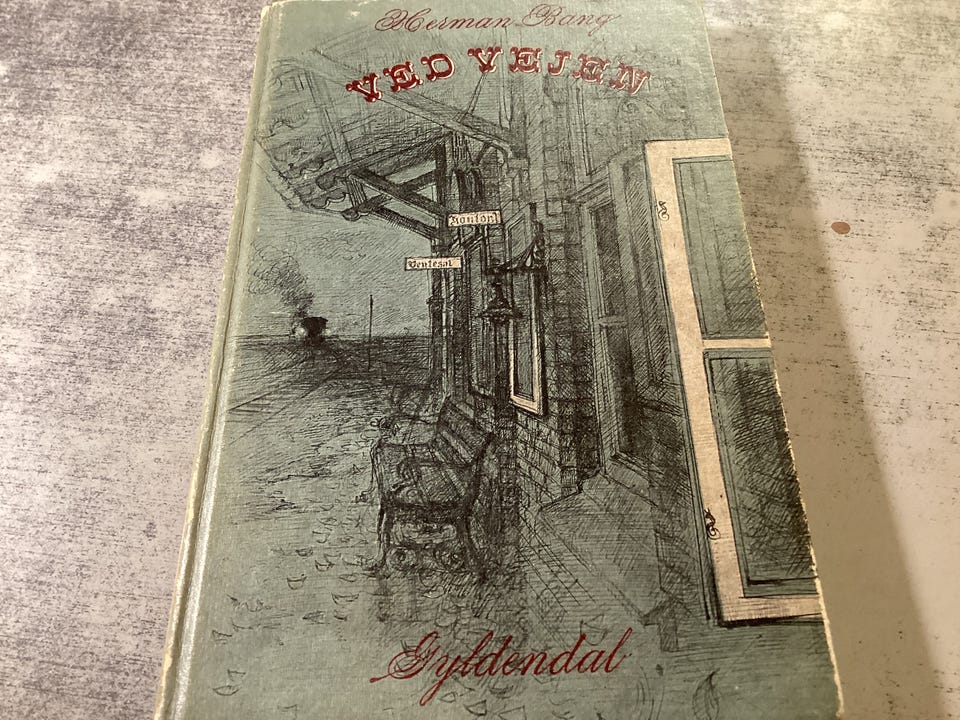 Herman Bang
VED VEJEN
Kontor
Ventesal
Gyldendal